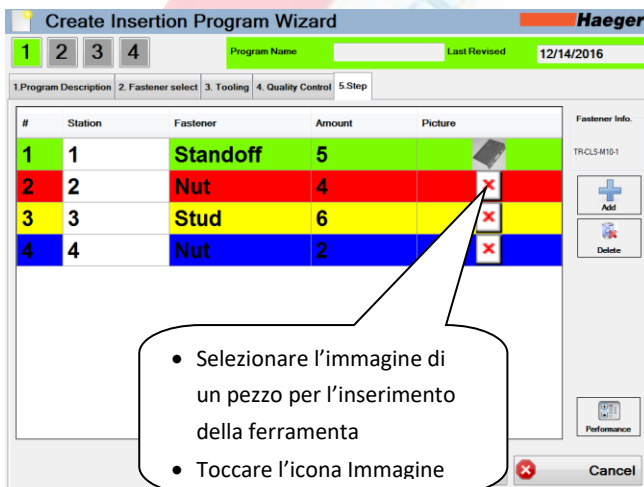 Create Insertion Program Wizard
Haeger
1 2 3 4
Program Name
Last Revised
12/14/2016
1.Program Description 2. Fastener select 3. Tooling 4. Quality Control 5.Step
# Station Fastener Amount Picture
Fastener Info.
1 1 Standoff 5
TR-CLS-M10-1
2 2 Nut 4
Add
3 3 Stud 6
4 4 Nut 2
Delete
• Selezionare l’immagine di
un pezzo per l’inserimento
della ferramenta
• Toccare l’icona Immagine
Performance
Cancel